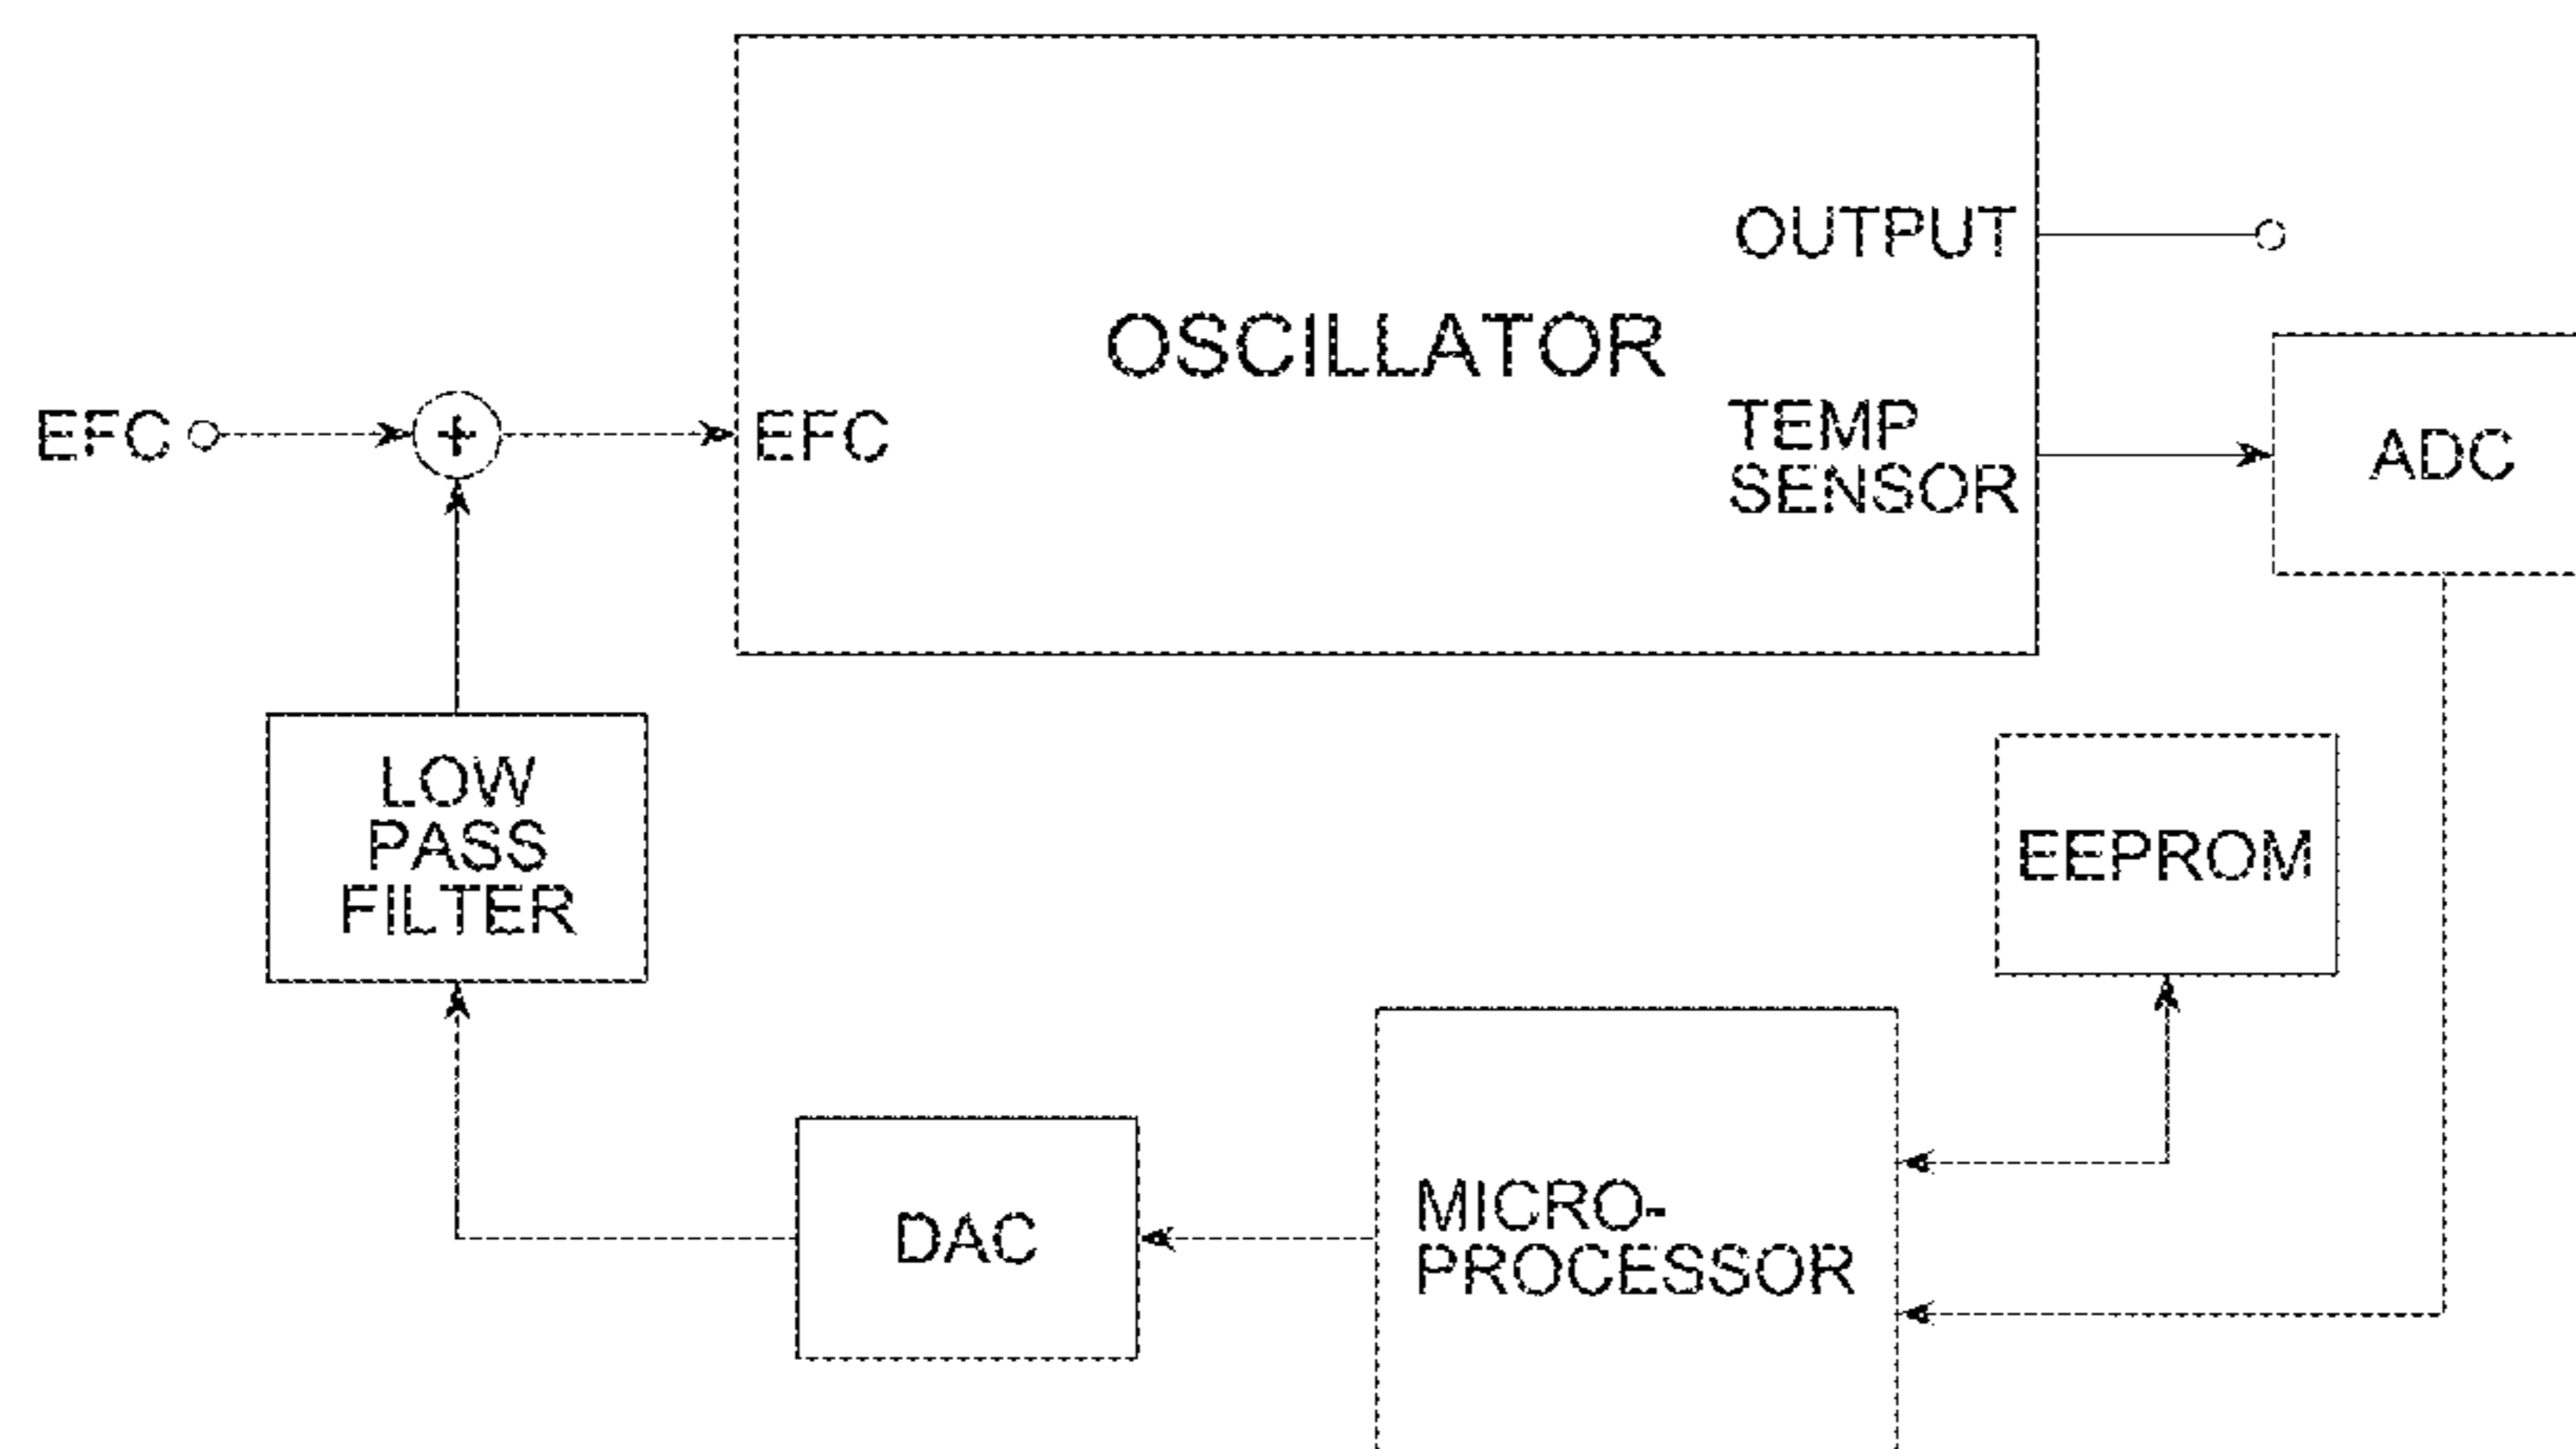 OUTPUT
OSCILLATOR
EFC
+
EFC
TEMP
SENSOR
ADC
LOW
PASS
FILTER
EEPROM
MICRO-
PROCESSOR
DAC